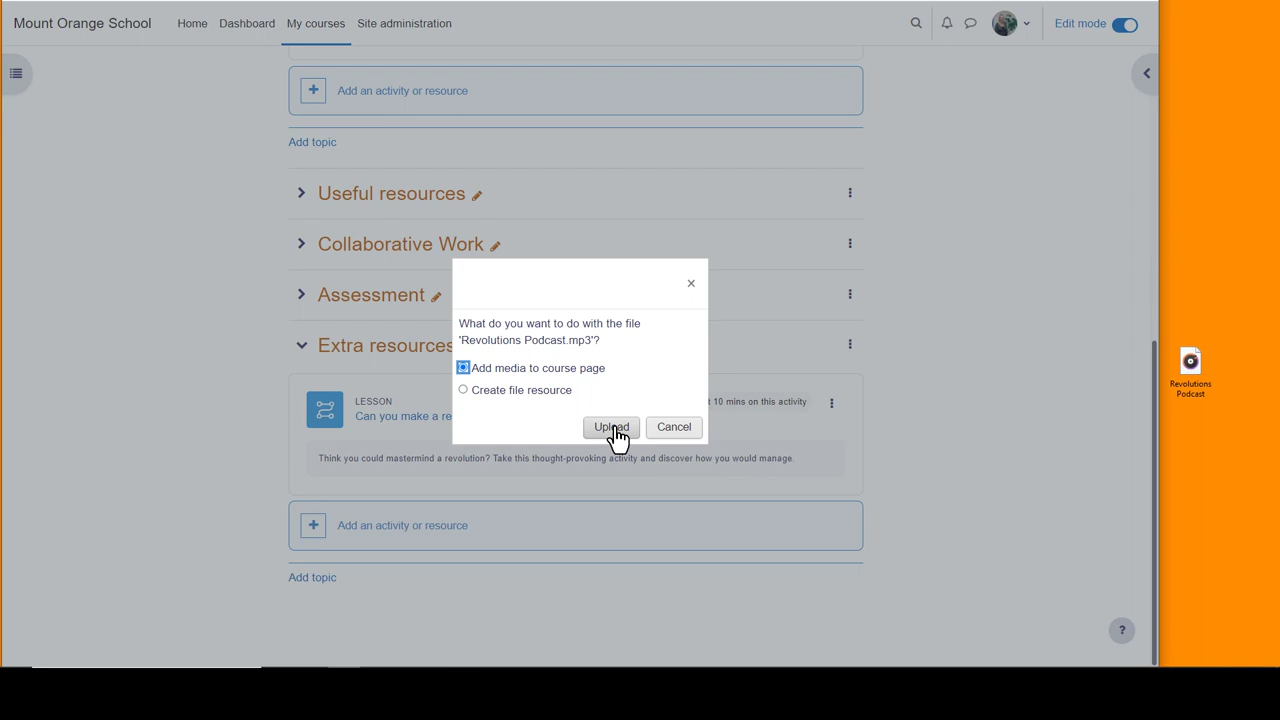 Mount Orange School Home Dashboard My courses Site administration Edit mode
Add an activity or resource
Add topic
Useful resources
Collaborative Work
Assessment
What do you want to do with the file
'Revolutions Podcast.mp3'?
Extra resources
Add media to course page
Create file resource
Revolutions
Podcast
LESSON
10 mins on this activity
Can you make a re
Upload Cancel
Think you could mastermind a revolution? Take this thought-provoking activity and discover how you would manage.
Add an activity or resource
Add topic
?